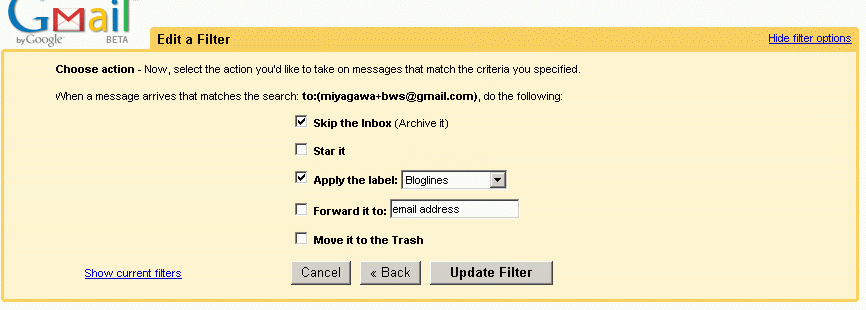 Gmail
by Google BETA
Edit a Filter
Hide filter options
Choose action - Now, select the action you'd like to take on messages that match the criteria you specified.
When a message arrives that matches the search: to:(miyagawa+bws@gmail.com), do the following:
Skip the Inbox (Archive it)
Star it
Apply the label: Bloglines
Forward it to: email address
Move it to the Trash
Show current filters Cancel « Back Update Filter